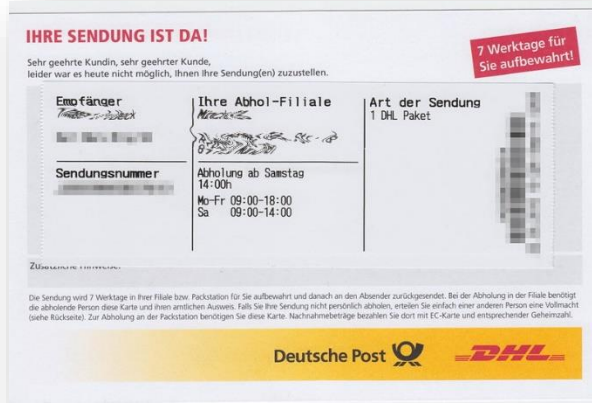 IHRE SENDUNG IST DA!
7 Werktage für
Sie aufbewahrt!
Sehr geehrte Kundin, sehr geehrter Kunde,
leider war es heute nicht möglich, Ihnen Ihre Sendung(en) zuzustellen.
Empfänger
Ihre Abhol-Filiale
Art der Sendung
1 DHL Paket
Sendungsnummer
Abholung ab Samstag
14:00h
Mo-Fr 09:00-18:00
Sa 09:00-14:00
Die Sendung wird 7 Werktage in Ihrer Filiale bzw. Packstation für Sie aufbewahrt und danach an den Absender zurückgesendet. Bei der Abholung in der Filiale benötigt
die abholende Person diese Karte und ihren amtlichen Ausweis. Falls Sie Ihre Sendung nicht persönlich abholen, erteilen Sie einfach einer anderen Person eine Vollmacht
(siehe Rückseite). Zur Abholung an der Packstation benötigen Sie diese Karte. Nachnahmebeträge bezahlen Sie dort mit EC-Karte und entsprechender Geheimzahl.
Deutsche Post
DHL